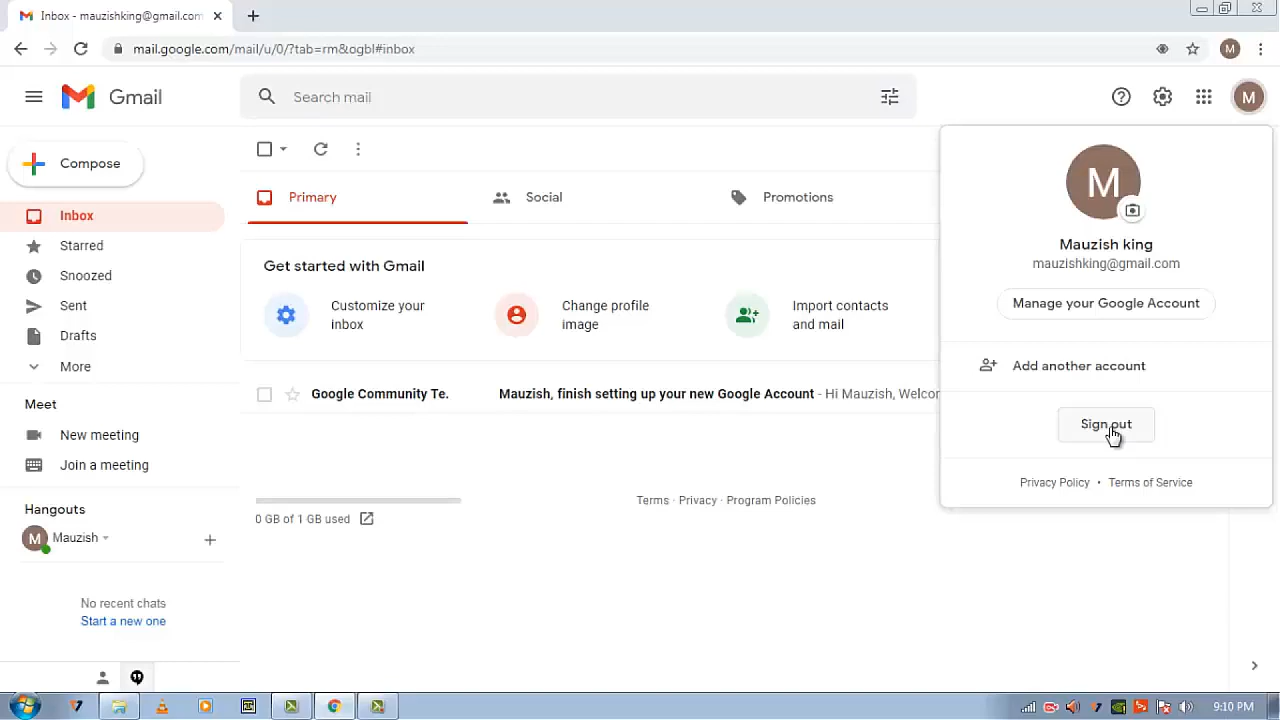 Inbox - mauzishking@gmail.com
mail.google.com/mail/u/0/?tab=rm&ogbl#inbox
M
Gmail
Search mail
M
Compose
Inbox
Starred
Snoozed
Sent
Drafts
More
Meet
New meeting
Join a meeting
Hangouts
M
Mauzish
No recent chats
Start a new one
Primary
Social
Promotions
Get started with Gmail
Customize your
inbox
Change profile
image
Import contacts
and mail
Google Community Te.
Mauzish, finish setting up your new Google Account - Hi Mauzish, Welcor
Terms · Privacy · Program Policies
0 GB of 1 GB used
M
Mauzish king
mauzishking@gmail.com
Manage your Google Account
Add another account
Sign out
Privacy Policy • Terms of Service
9:10 PM